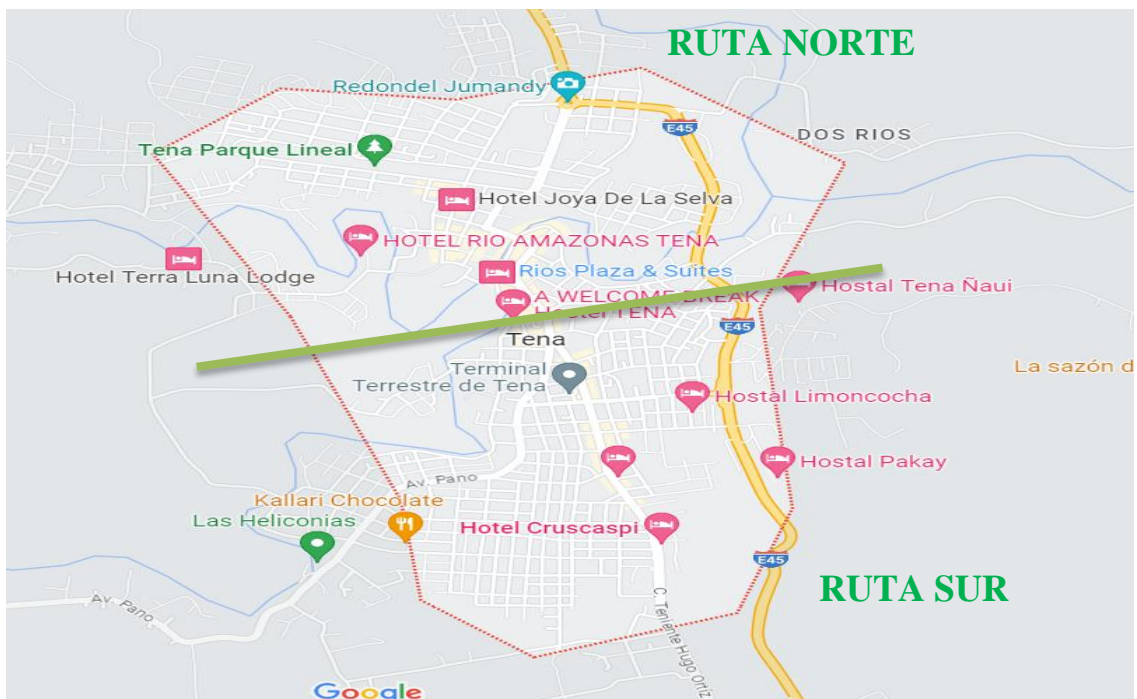 RUTA NORTE
Redondel Jumandy
E45
DOS RIOS
Tena Parque Lineal
Hotel Joya De La Selva
HOTEL RIO AMAZONAS TENA
Hotel Terra Luna Lodge
Rios Plaza & Suites
Hostal Tena Ñaui
A WELCOME BREAK
Hostel TENA
E45
Tena
Terminal
Terrestre de Tena
La sazón d
Hostal Limoncocha
Hostal Pakay
Av. Pano
Kallari Chocolate
Las Heliconias
Hotel Cruscaspi
E45
RUTA SUR
Av. Pano
C. Teniente Hugo Ortiz
Google